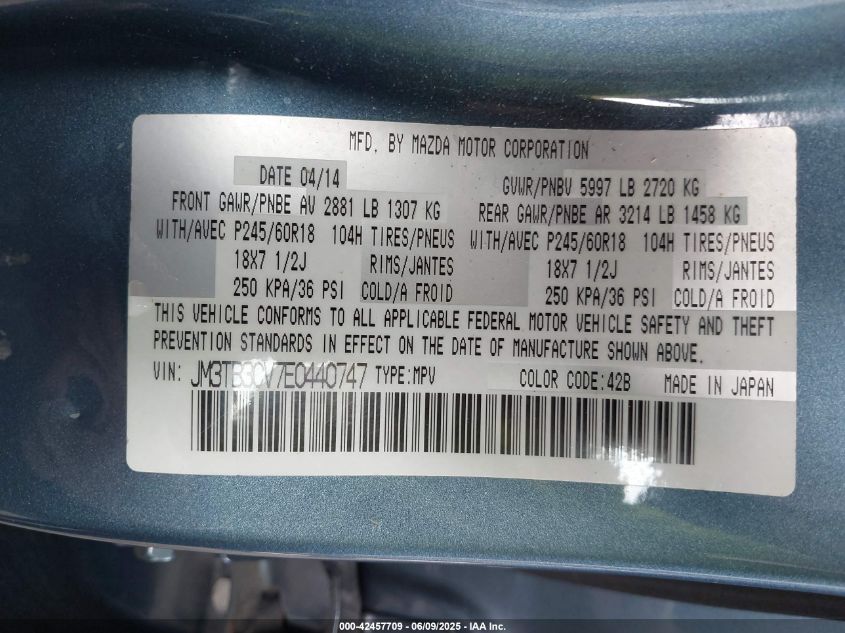 MFD. BY MAZDA MOTOR CORPORATION
DATE 04/14 GVWR/PNBV 5997 LB 2720 KG
FRONT GAWR/PNBE AV 2881 LB 1307 KG REAR GAWR/PNBE AR 3214 LB 1458 KG
WITH/AVEC P245/60R18 104H TIRES/PNEUS WITH/AVEC P245/60R18 104H TIRES/PNEUS
18X7 1/2J RIMS/JANTES 18X7 1/2J RIMS/JANTES
250 KPA/36 PSI COLD/A FROID 250 KPA/36 PSI COLD/A FROID
THIS VEHICLE CONFORMS TO ALL APPLICABLE FEDERAL MOTOR VEHICLE SAFETY AND THEFT
PREVENTION STANDARDS IN EFFECT ON THE DATE OF MANUFACTURE SHOWN ABOVE.
VIN: JM3TB3CV7E0440747 TYPE:MPV COLOR CODE:42B MADE IN JAPAN
000-42457709 - 06/09/2025 - IAA Inc.